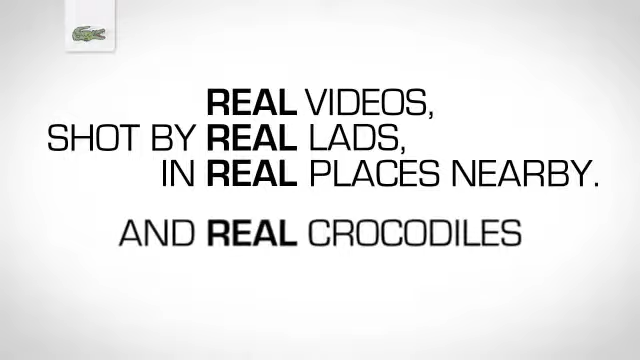 REAL VIDEOS,
SHOT BY REAL LADS,
IN REAL PLACES NEARBY.
AND REAL CROCODILES